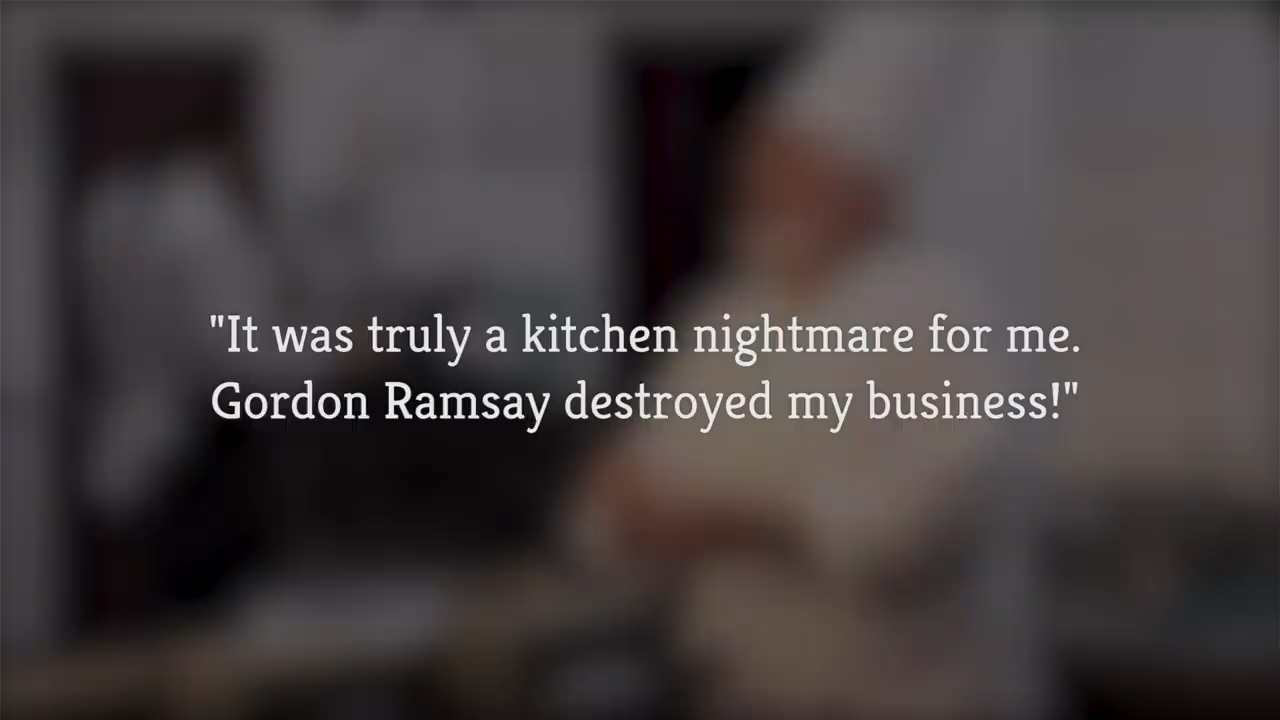 "It was truly a kitchen nightmare for me.
Gordon Ramsay destroyed my business!"